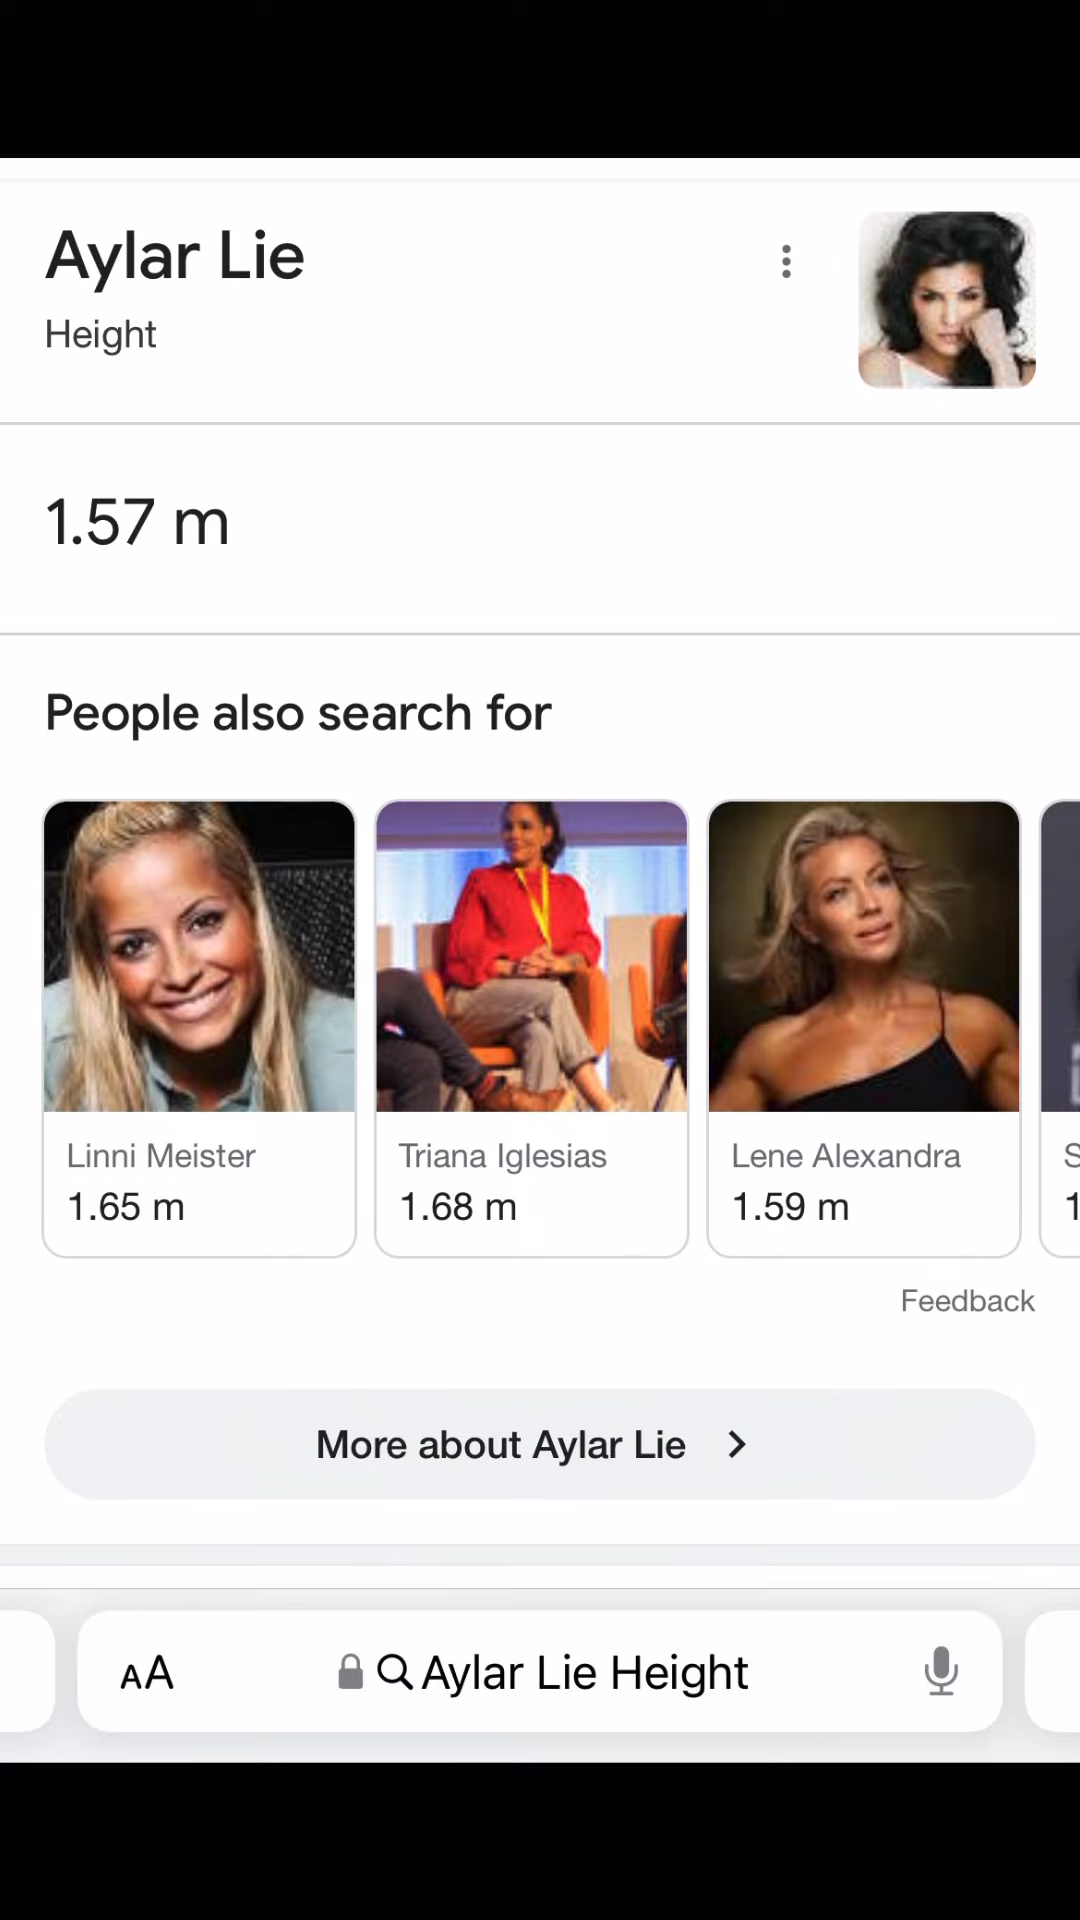 Aylar Lie
Height
1.57 m
People also search for
Linni Meister
1.65 m
Triana Iglesias
1.68 m
Lene Alexandra
1.59 m
Feedback
More about Aylar Lie
AA
Aylar Lie Height